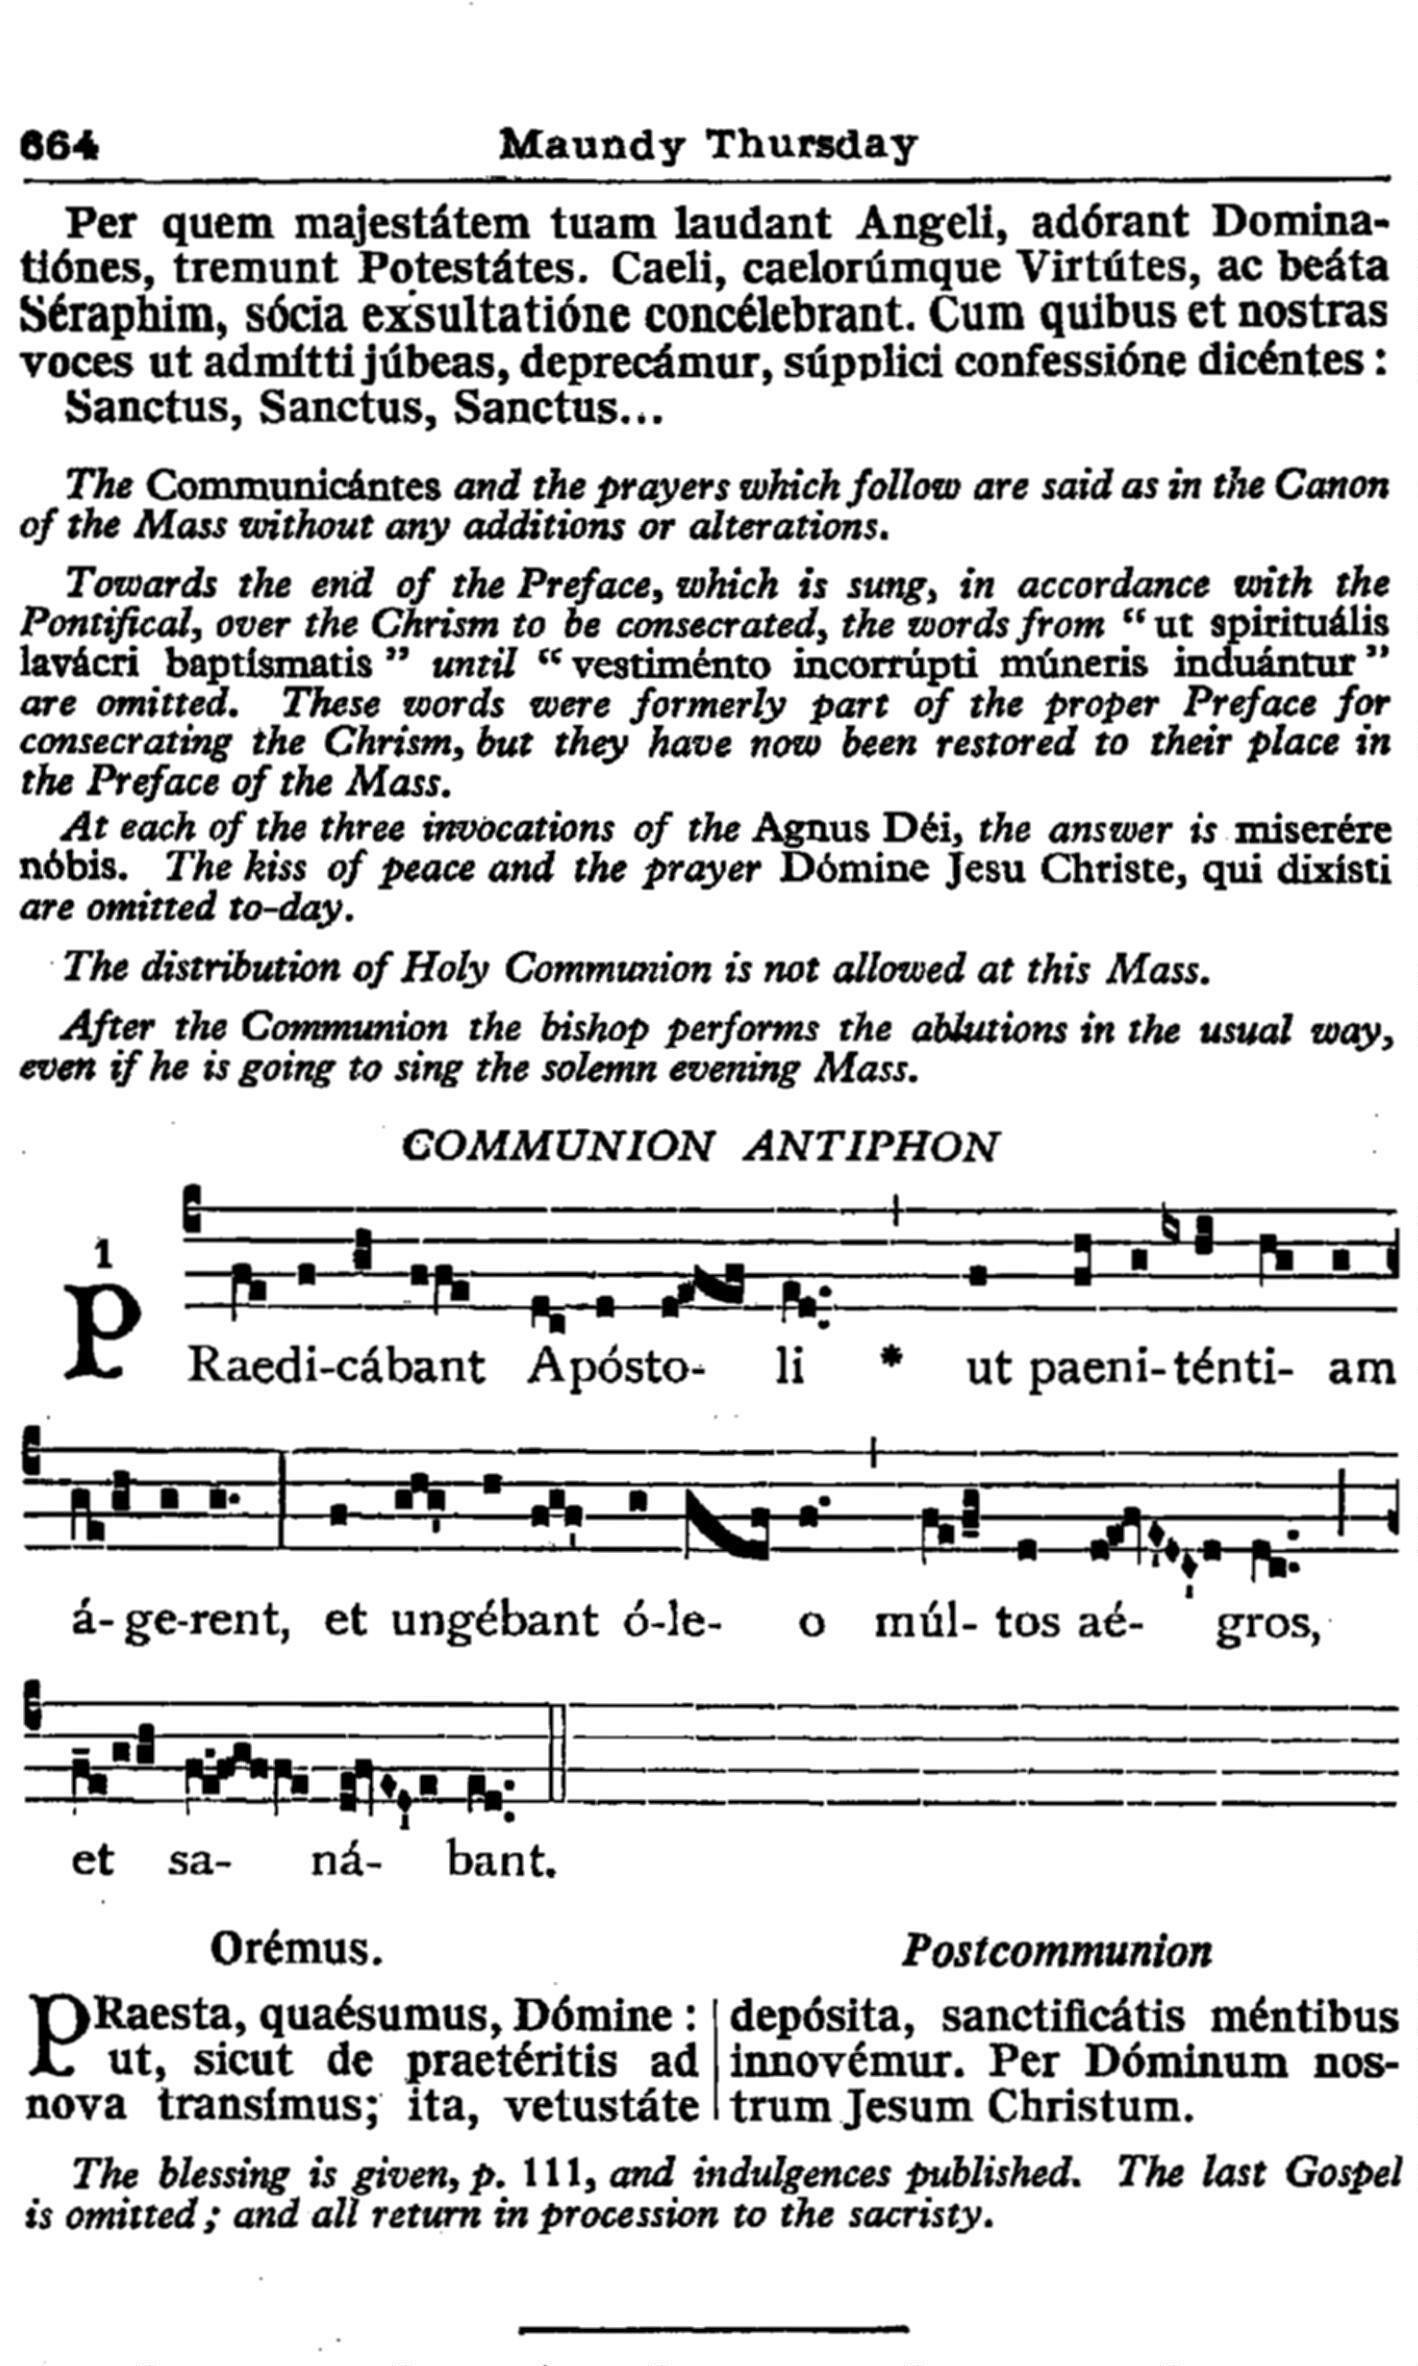 664 Maundy Thursday
Per quem majestátem tuam laudant Angeli, adórant Domina-
tiónes, tremunt Potestátes. Caeli, caelorúmque Virtútes, ac beáta
Séraphim, sócia exsultatióne concélebrant. Cum quibus et nostras
voces ut admítti júbeas, deprecámur, súpplici confessióne dicéntes :
Sanctus, Sanctus, Sanctus...
The Communicántes and the prayers which follow are said as in the Canon
of the Mass without any additions or alterations.
Towards the end of the Preface, which is sung, in accordance with the
Pontifical, over the Chrism to be consecrated, the words from “ ut spirituális
lavácri baptísmatis ” until “ vestiménto incorrúpti múneris induántur ”
are omitted. These words were formerly part of the proper Preface for
consecrating the Chrism, but they have now been restored to their place in
the Preface of the Mass.
At each of the three invocations of the Agnus Déi, the answer is miserére
nóbis. The kiss of peace and the prayer Dómine Jesu Christe, qui dixísti
are omitted to-day.
The distribution of Holy Communion is not allowed at this Mass.
After the Communion the bishop performs the ablutions in the usual way,
even if he is going to sing the solemn evening Mass.
COMMUNION ANTIPHON
1
PRaedi-cábant Apósto- li * ut paeni-ténti- am
á- ge-rent, et ungébant ó-le- o múl- tos aé- gros,
et sa- ná- bant.
Orémus. Postcommunion
PRaesta, quaésumus, Dómine :
ut, sicut de praetéritis ad
nova transímus; ita, vetustáte
depósita, sanctificátis méntibus
innovémur. Per Dóminum nos-
trum Jesum Christum.
The blessing is given, p. 111, and indulgences published. The last Gospel
is omitted ; and all return in procession to the sacristy.